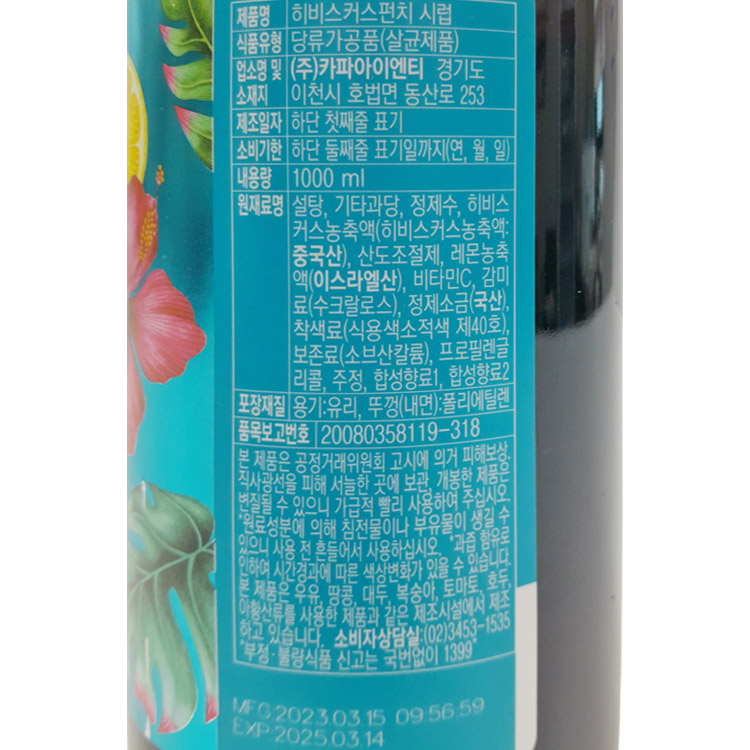 제품명 히비스커스펀치 시럽
식품유형 당류가공품(살균제품)
업소명 및 (주)카파아이엔티 경기도
소재지 이천시 호법면 동산로 253
제조일자 하단 첫째줄 표기
소비기한 하단 둘째줄 표기일까지(연, 월, 일)
내용량 1000 ml
원재료명 설탕, 기타과당, 정제수, 히비스
커스농축액(히비스커스농축액:
중국산), 산도조절제, 레몬농축
액(이스라엘산), 비타민C, 감미
료(수크랄로스), 정제소금(국산),
착색료(식용색소적색 제40호),
보존료(소브산칼륨), 프로필렌글
리콜, 주정, 합성향료1, 합성향료2
포장재질 용기:유리, 뚜껑(내면):폴리에틸렌
품목보고번호 20080358119-318
본 제품은 공정거래위원회 고시에 의거 피해보상.
직사광선을 피해 서늘한 곳에 보관, 개봉한 제품은
변질될 수 있으니 가급적 빨리 사용하여 주십시오.
*원료성분에 의해 침전물이나 부유물이 생길 수
있으니 사용 전 흔들어서 사용하십시오. *과즙 함유로
인하여 시간경과에 따른 색상변화가 있을 수 있습니다.
본 제품은 우유, 땅콩, 대두, 복숭아, 토마토, 호두,
아황산류를 사용한 제품과 같은 제조시설에서 제조
하고 있습니다. 소비자상담실:(02)3453-1535
*부정·불량식품 신고는 국번없이 1399*
MFG 2023.03.15 09:56:59
EXP 2025.03.14